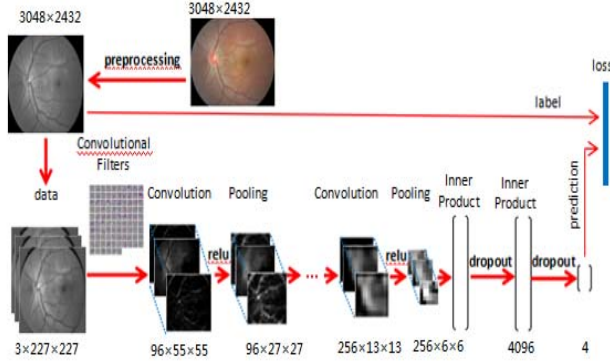 3048×2432
3048×2432
preprocessing
loss
label
Convolutional
Filters
data
Convolution
Pooling
Convolution
Pooling
Inner
Product
Inner
Product
prediction
relu
...
relu
dropout
dropout
3×227×227
96×55×55
96×27×27
256×13×13
256×6×6
4096
4